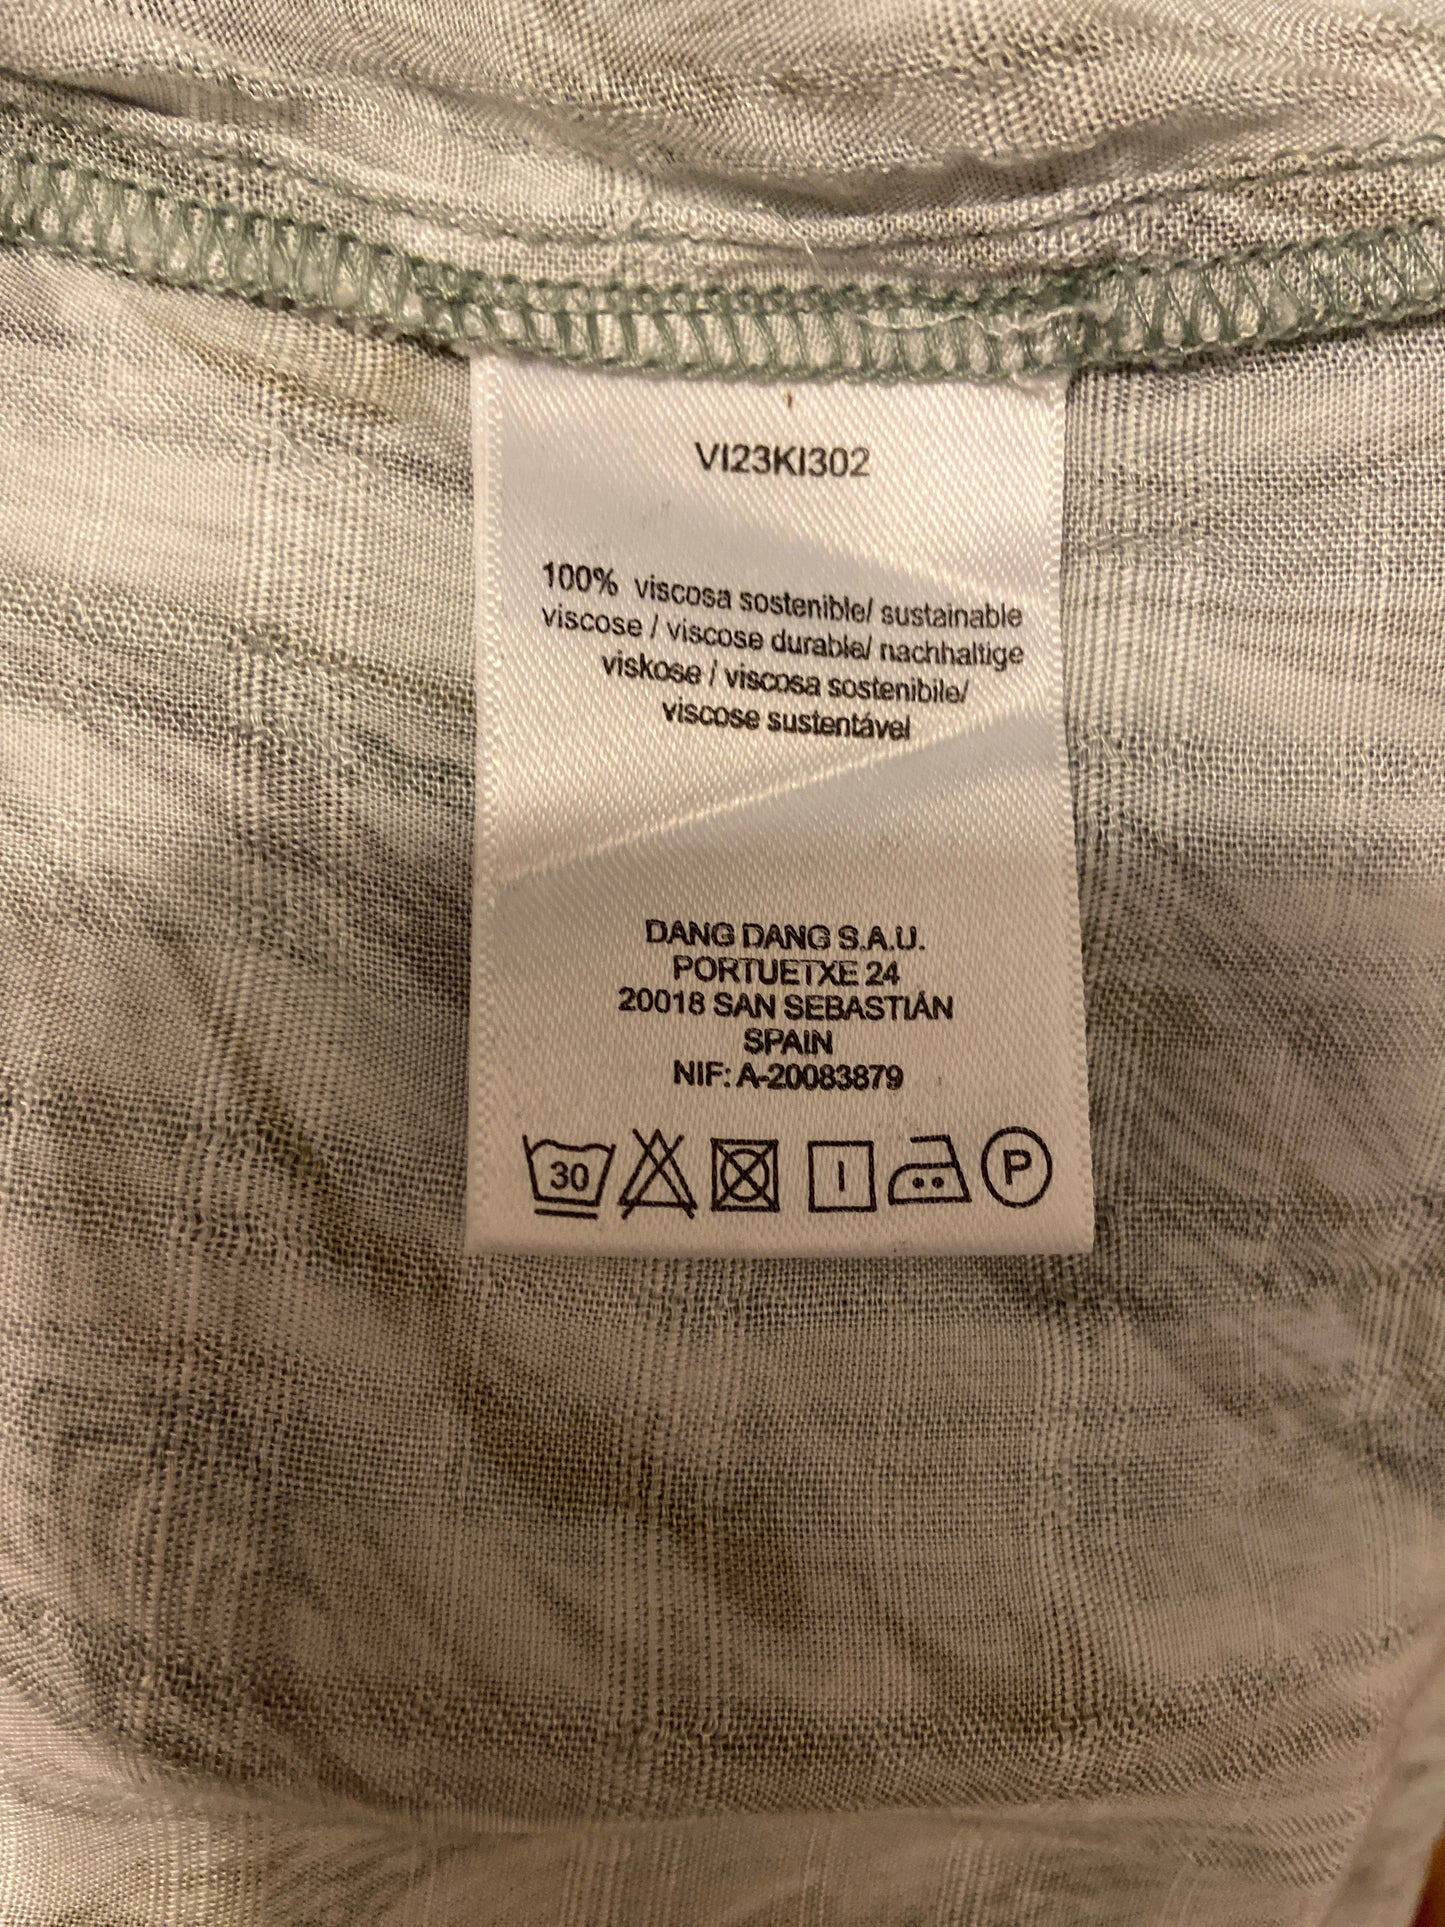 VI23KI302
100% viscosa sostenible/ sustainable
viscose / viscose durable/ nachhaltige
viskose / viscosa sostenibile/
viscose sustentável
DANG DANG S.A.U.
PORTUETXE 24
20018 SAN SEBASTIÁN
SPAIN
NIF: A-20083879
30 P